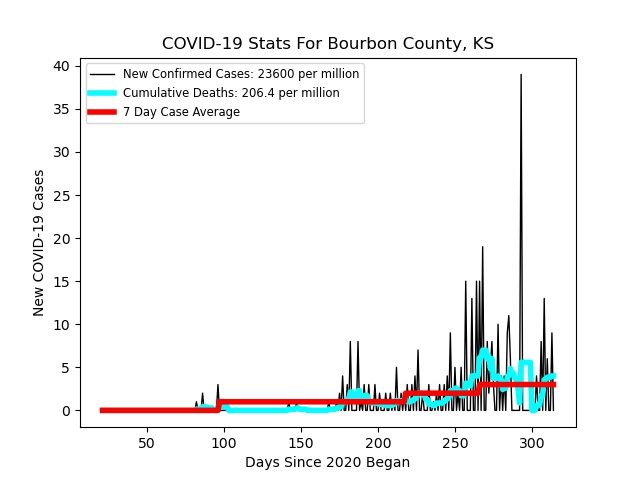 COVID-19 Stats For Bourbon County, KS
New Confirmed Cases: 23600 per million
Cumulative Deaths: 206.4 per million
7 Day Case Average
New COVID-19 Cases
40
35
30
25
20
15
10
5
0
50 100 150 200 250 300
Days Since 2020 Began